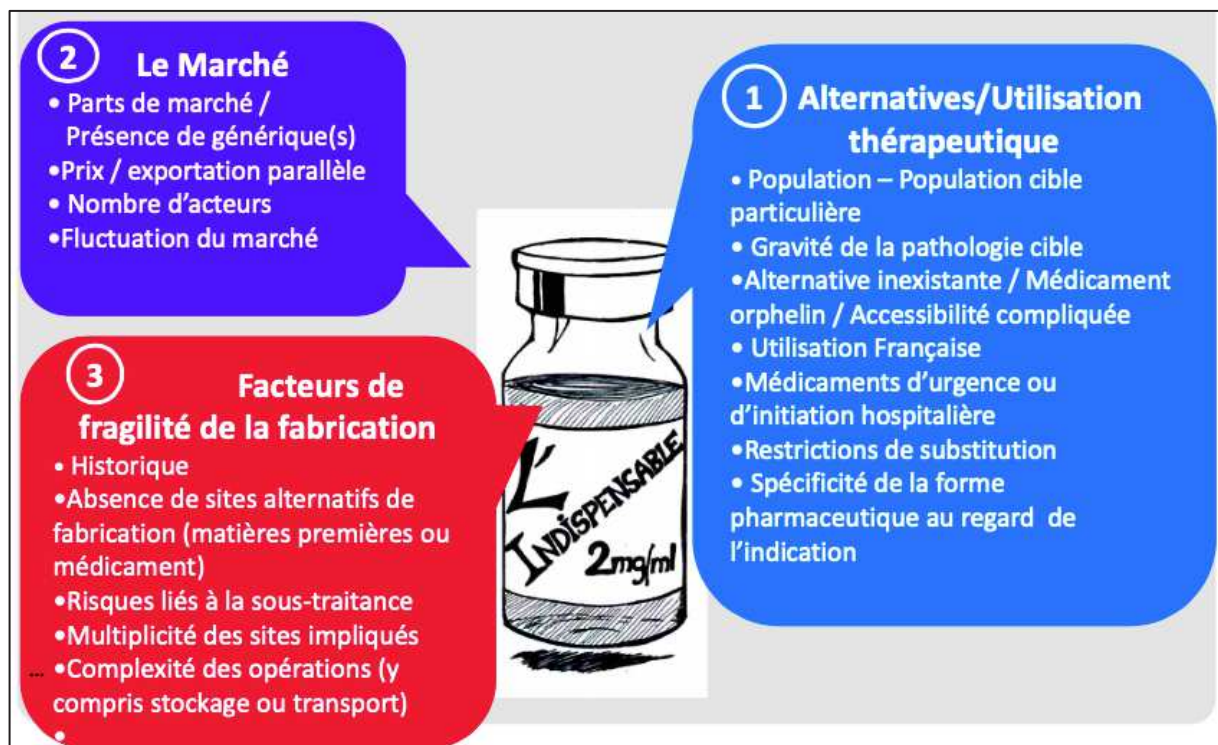 2 Le Marché
• Parts de marché /
Présence de générique(s)
•Prix / exportation parallèle
• Nombre d’acteurs
•Fluctuation du marché
1 Alternatives/Utilisation
thérapeutique
• Population – Population cible
particulière
• Gravité de la pathologie cible
•Alternative inexistante / Médicament
orphelin / Accessibilité compliquée
• Utilisation Française
•Médicaments d’urgence ou
d’initiation hospitalière
•Restrictions de substitution
• Spécificité de la forme
pharmaceutique au regard de
l’indication
3 Facteurs de
fragilité de la fabrication
• Historique
•Absence de sites alternatifs de
fabrication (matières premières ou
médicament)
•Risques liés à la sous-traitance
•Multiplicité des sites impliqués
... •Complexité des opérations (y
compris stockage ou transport)
•
L'
INDISPENSABLE
2mg/ml